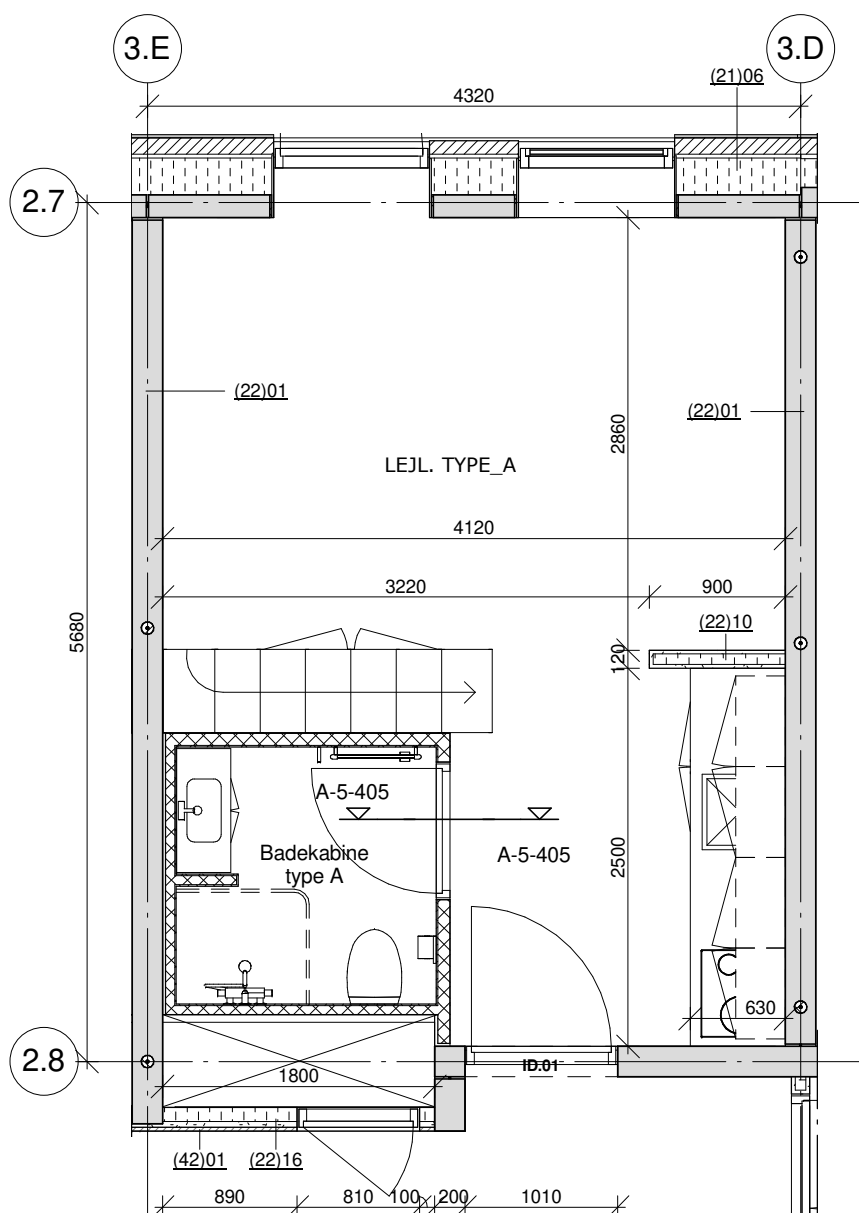 3.E
3.D
(21)06
4320
2.7
(22)01
(22)01
2860
LEJL. TYPE_A
4120
3220
900
5680
(22)10
120
A-5-405
Badekabine
type A
A-5-405
2500
630
2.8
ID.01
1800
(42)01
(22)16
890
810
100
200
1010